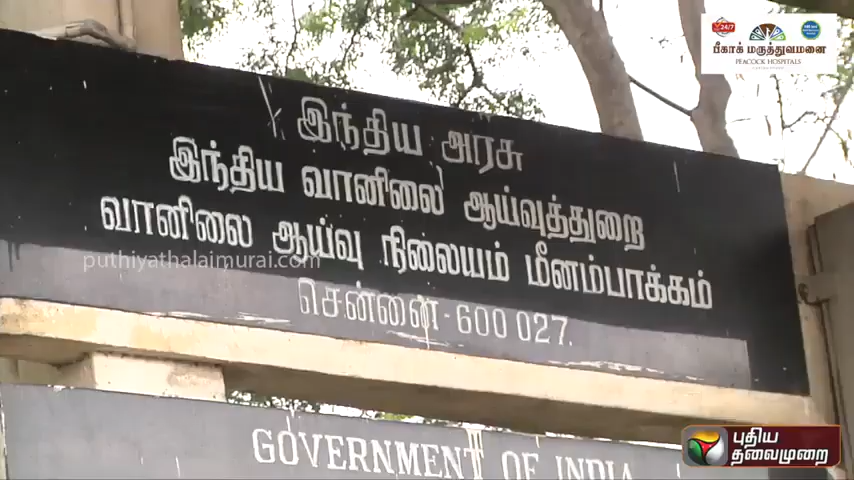 24/7
பீகாக் மருத்துவமனை
PEACOCK HOSPITALS
இந்திய அரசு
இந்திய வானிலை ஆய்வுத்துறை
வானிலை ஆய்வு நிலையம் மீனம்பாக்கம்
puthiyathalaimurai.com
சென்னை-600 027.
GOVERNMENT OF INDIA
புதிய
தலைமுறை